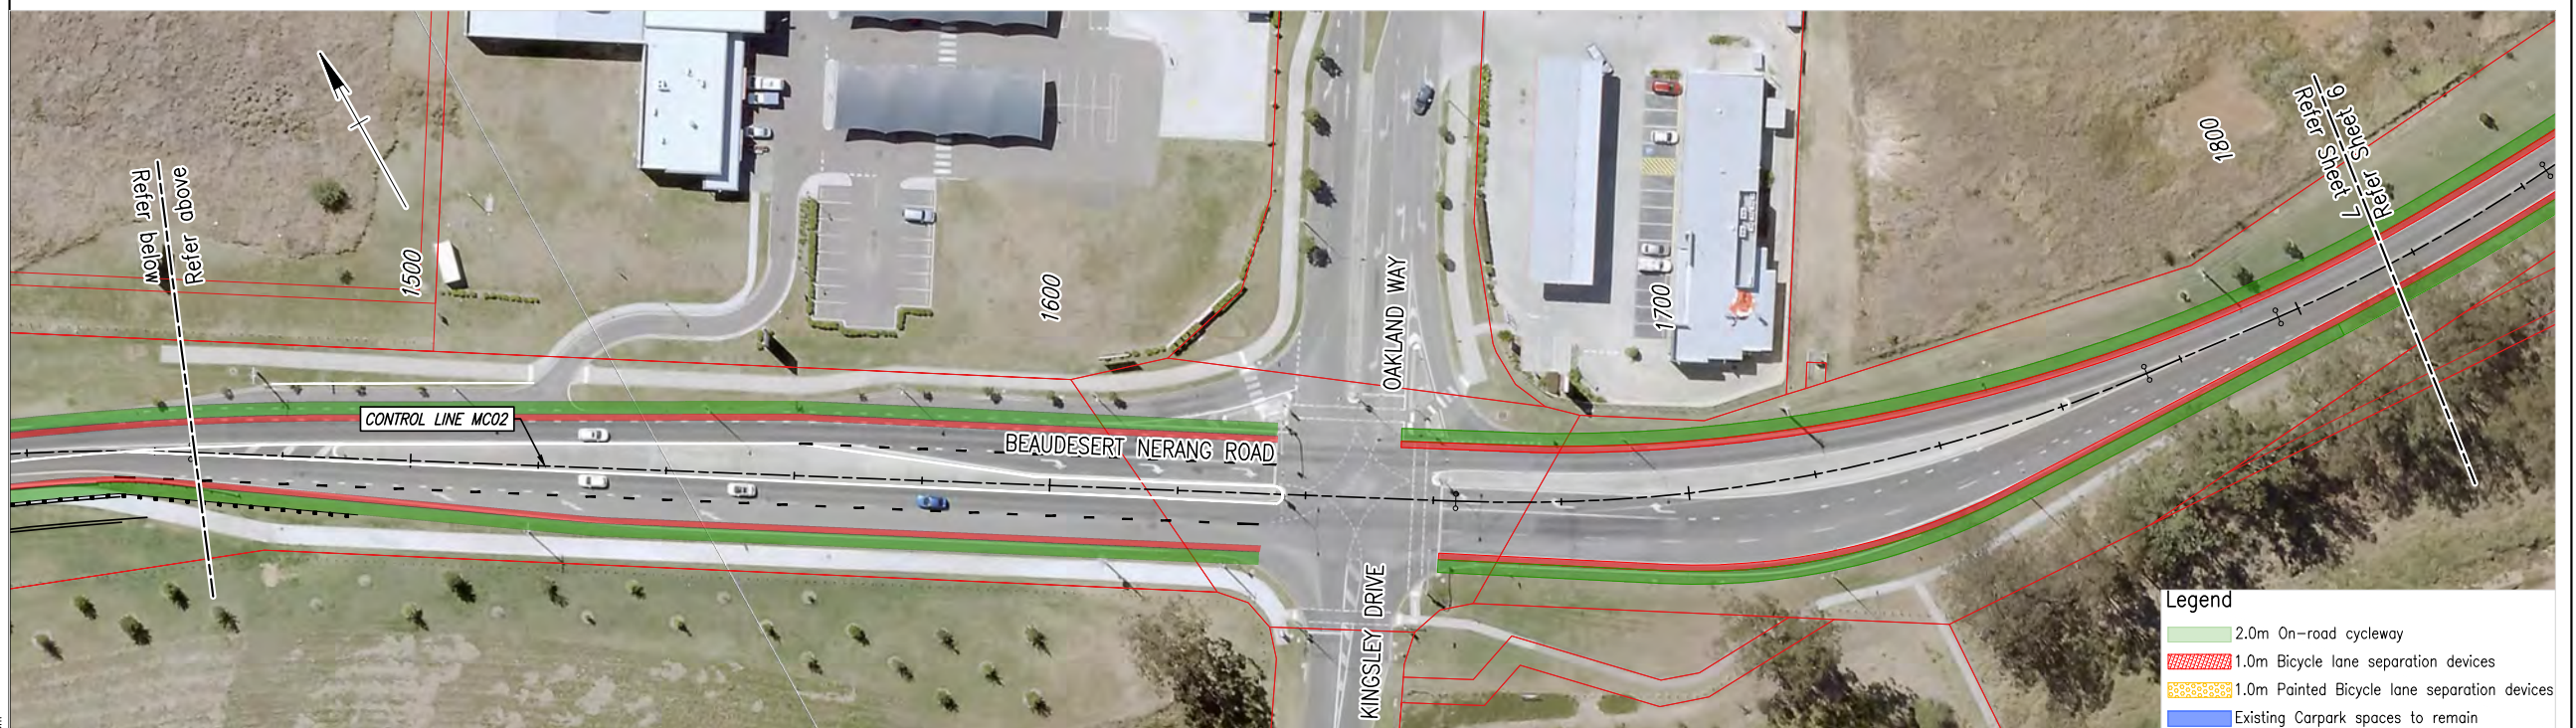 Refer below
Refer above
1500
1600
1700
1800
Refer Sheet 7
Refer Sheet 6
CONTROL LINE MC02
BEAUDESERT NERANG ROAD
OAKLAND WAY
KINGSLEY DRIVE
Legend
2.0m On-road cycleway
1.0m Bicycle lane separation devices
1.0m Painted Bicycle lane separation devices
Existing Carpark spaces to remain